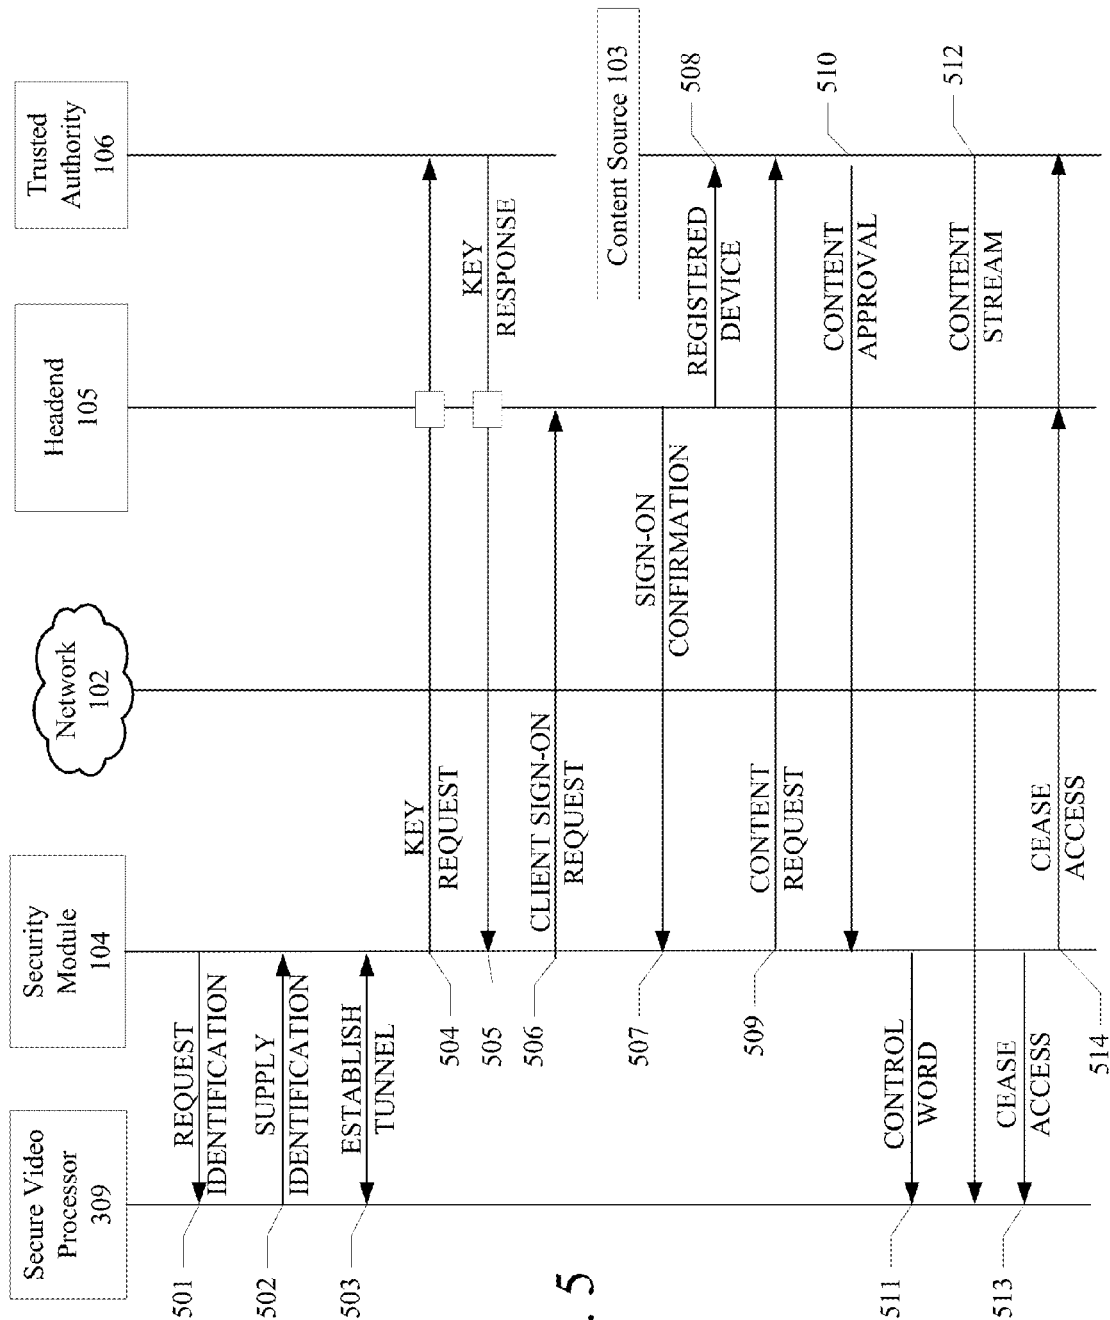 Secure Video
Processor
309
Security
Module
104
Network
102
Headend
105
Trusted
Authority
106
501
REQUEST
IDENTIFICATION
502
SUPPLY
IDENTIFICATION
503
ESTABLISH
TUNNEL
504
KEY
REQUEST
505
KEY
RESPONSE
506
CLIENT SIGN-ON
REQUEST
Content Source 103
507
SIGN-ON
CONFIRMATION
508
REGISTERED
DEVICE
509
CONTENT
REQUEST
510
CONTENT
APPROVAL
511
CONTROL
WORD
512
CONTENT
STREAM
513
CEASE
ACCESS
514
CEASE
ACCESS
. 5